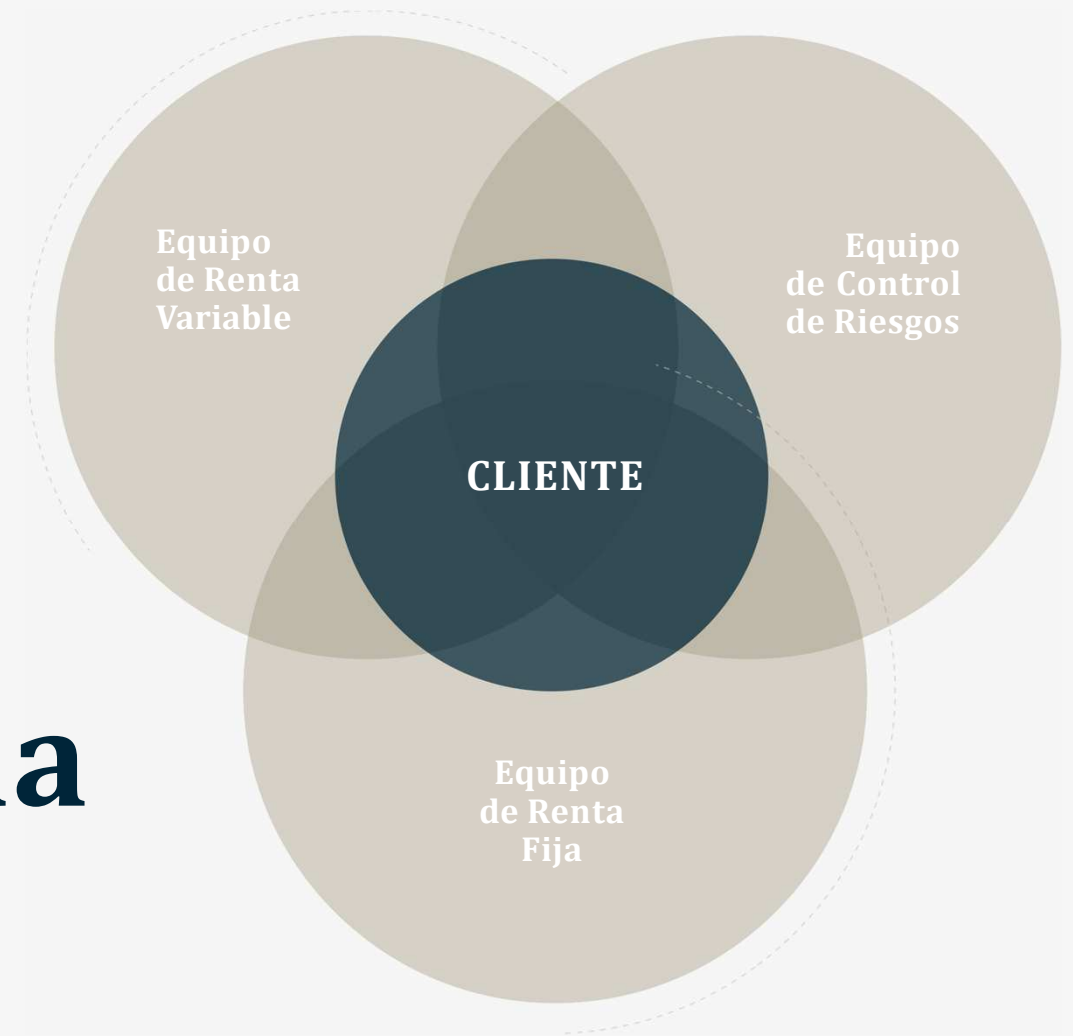 Equipo
de Renta
Variable
Equipo
de Control
de Riesgos
CLIENTE
Equipo
de Renta
Fija